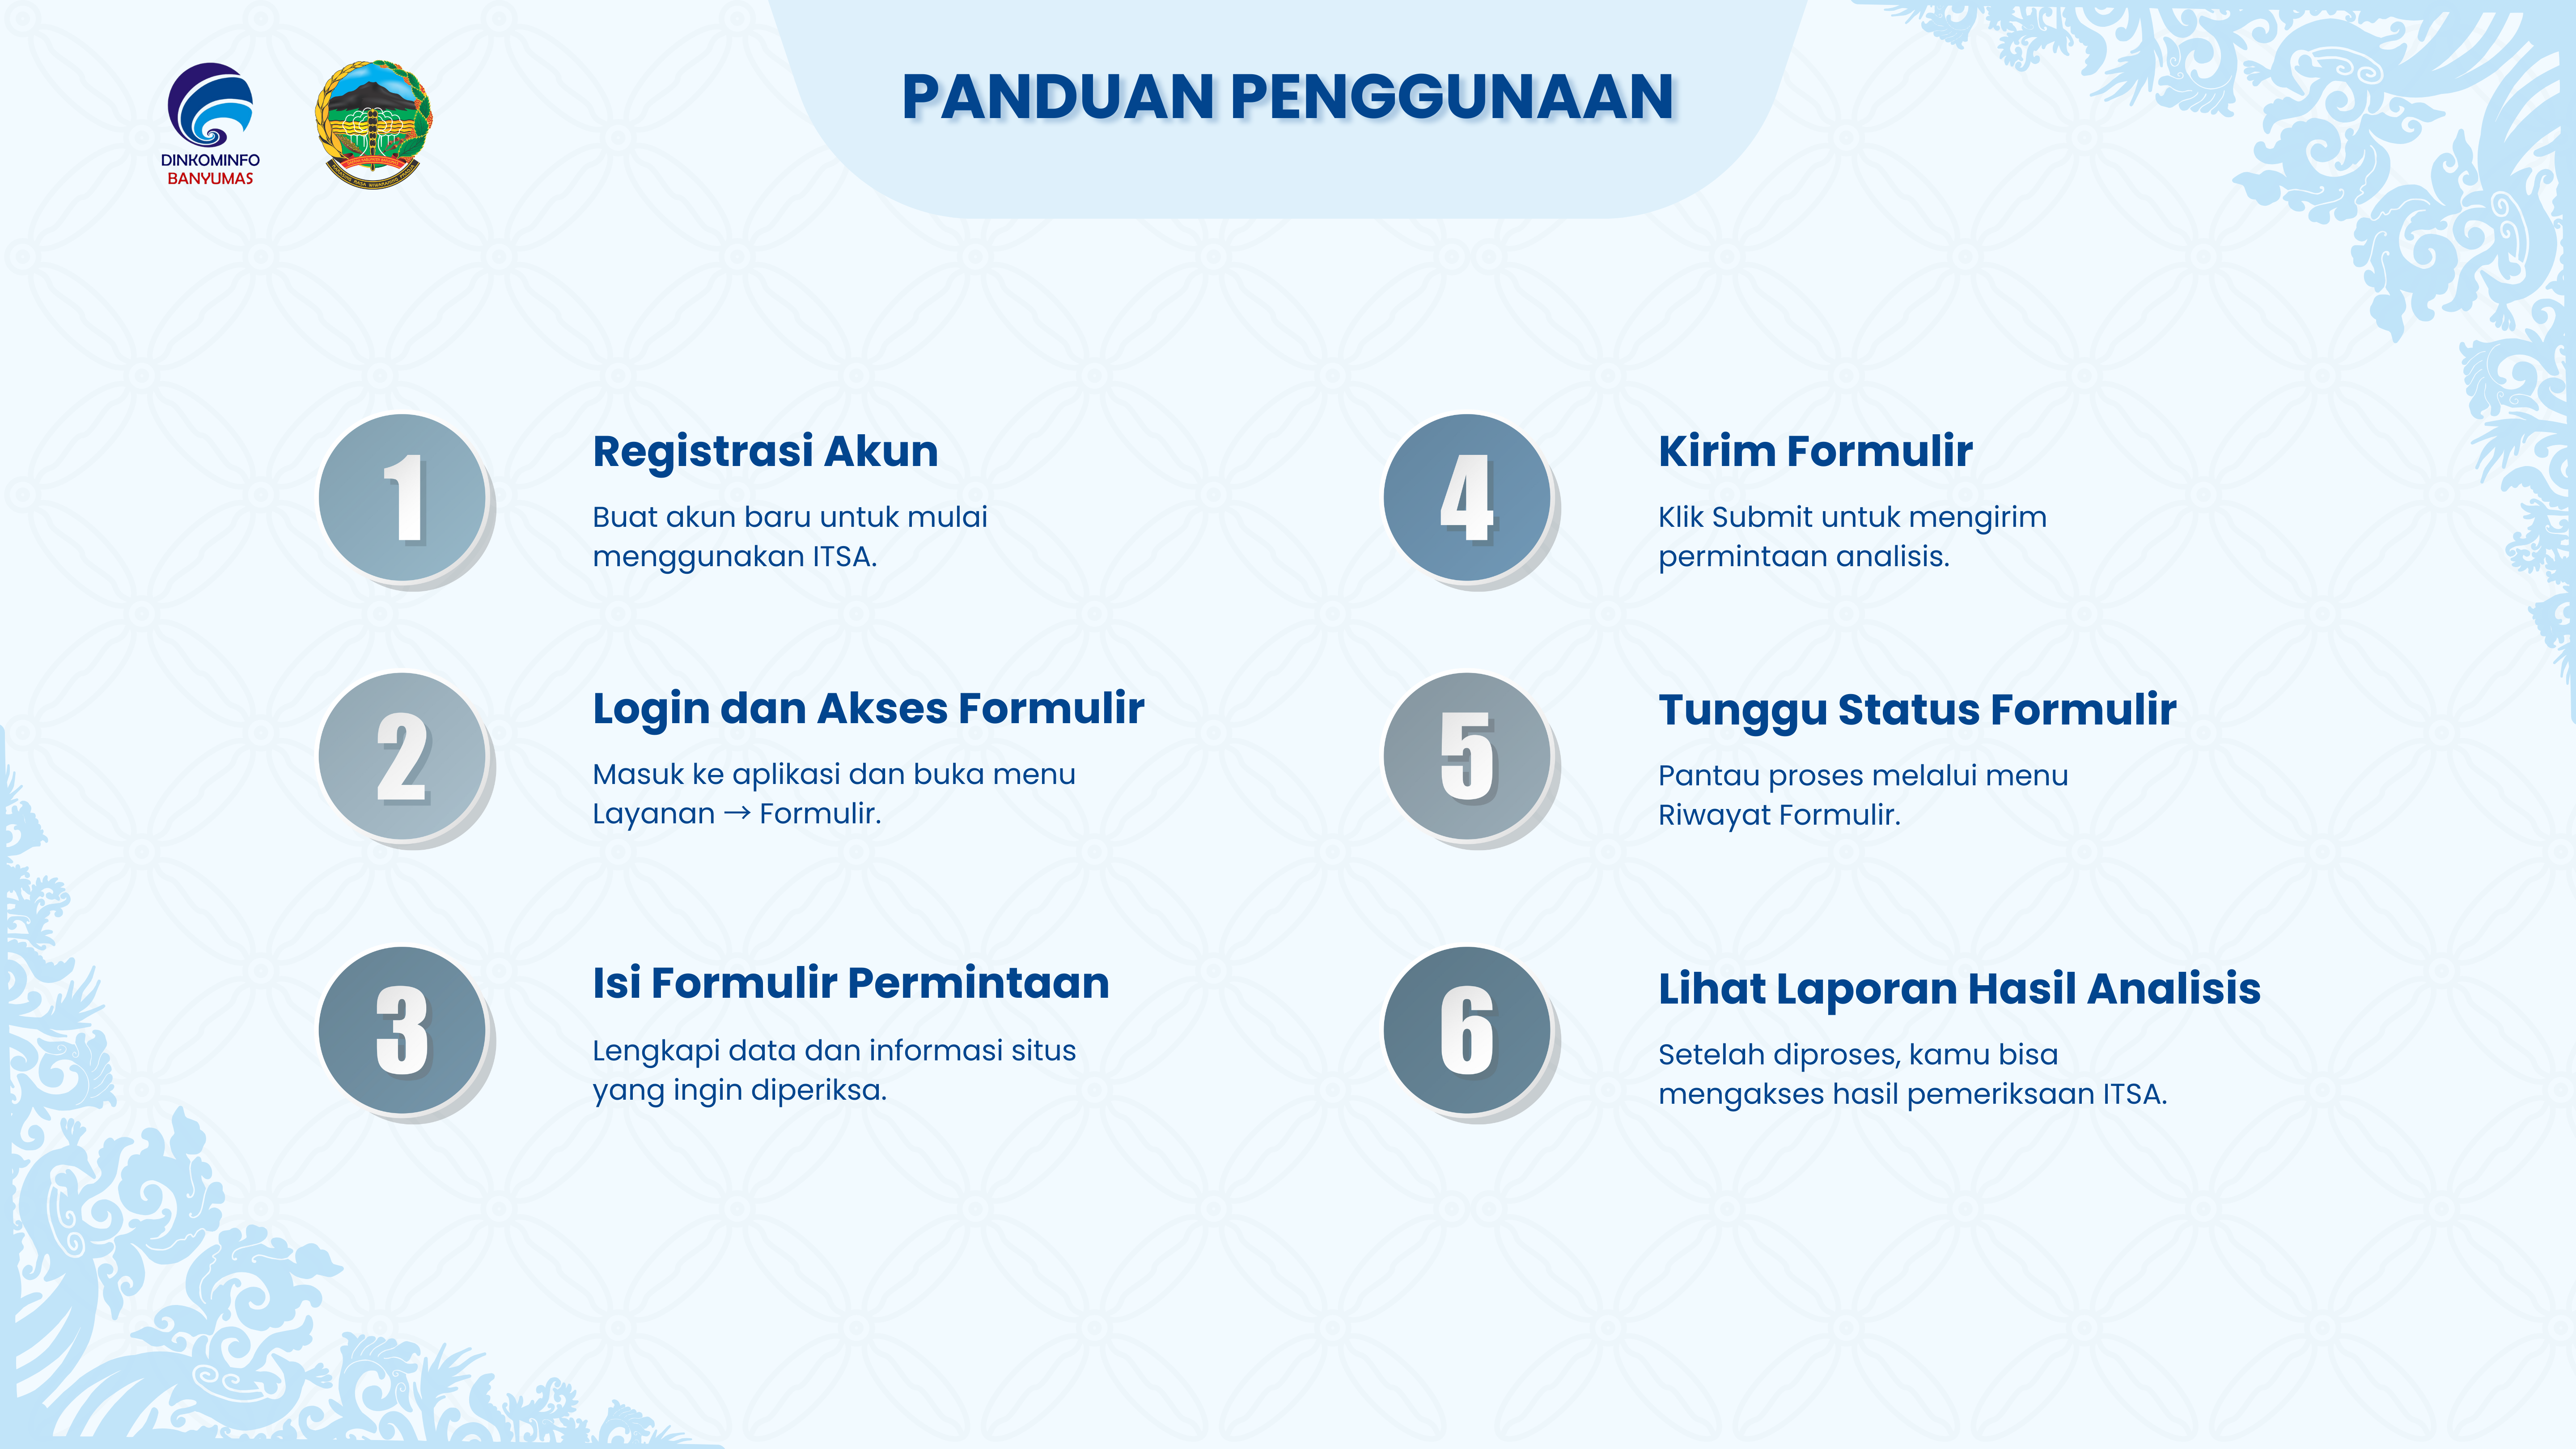 DINKOMINFO
BANYUMAS
PANDUAN PENGGUNAAN
1
Registrasi Akun
Buat akun baru untuk mulai
menggunakan ITSA.
2
Login dan Akses Formulir
Masuk ke aplikasi dan buka menu
Layanan → Formulir.
3
Isi Formulir Permintaan
Lengkapi data dan informasi situs
yang ingin diperiksa.
4
Kirim Formulir
Klik Submit untuk mengirim
permintaan analisis.
5
Tunggu Status Formulir
Pantau proses melalui menu
Riwayat Formulir.
6
Lihat Laporan Hasil Analisis
Setelah diproses, kamu bisa
mengakses hasil pemeriksaan ITSA.